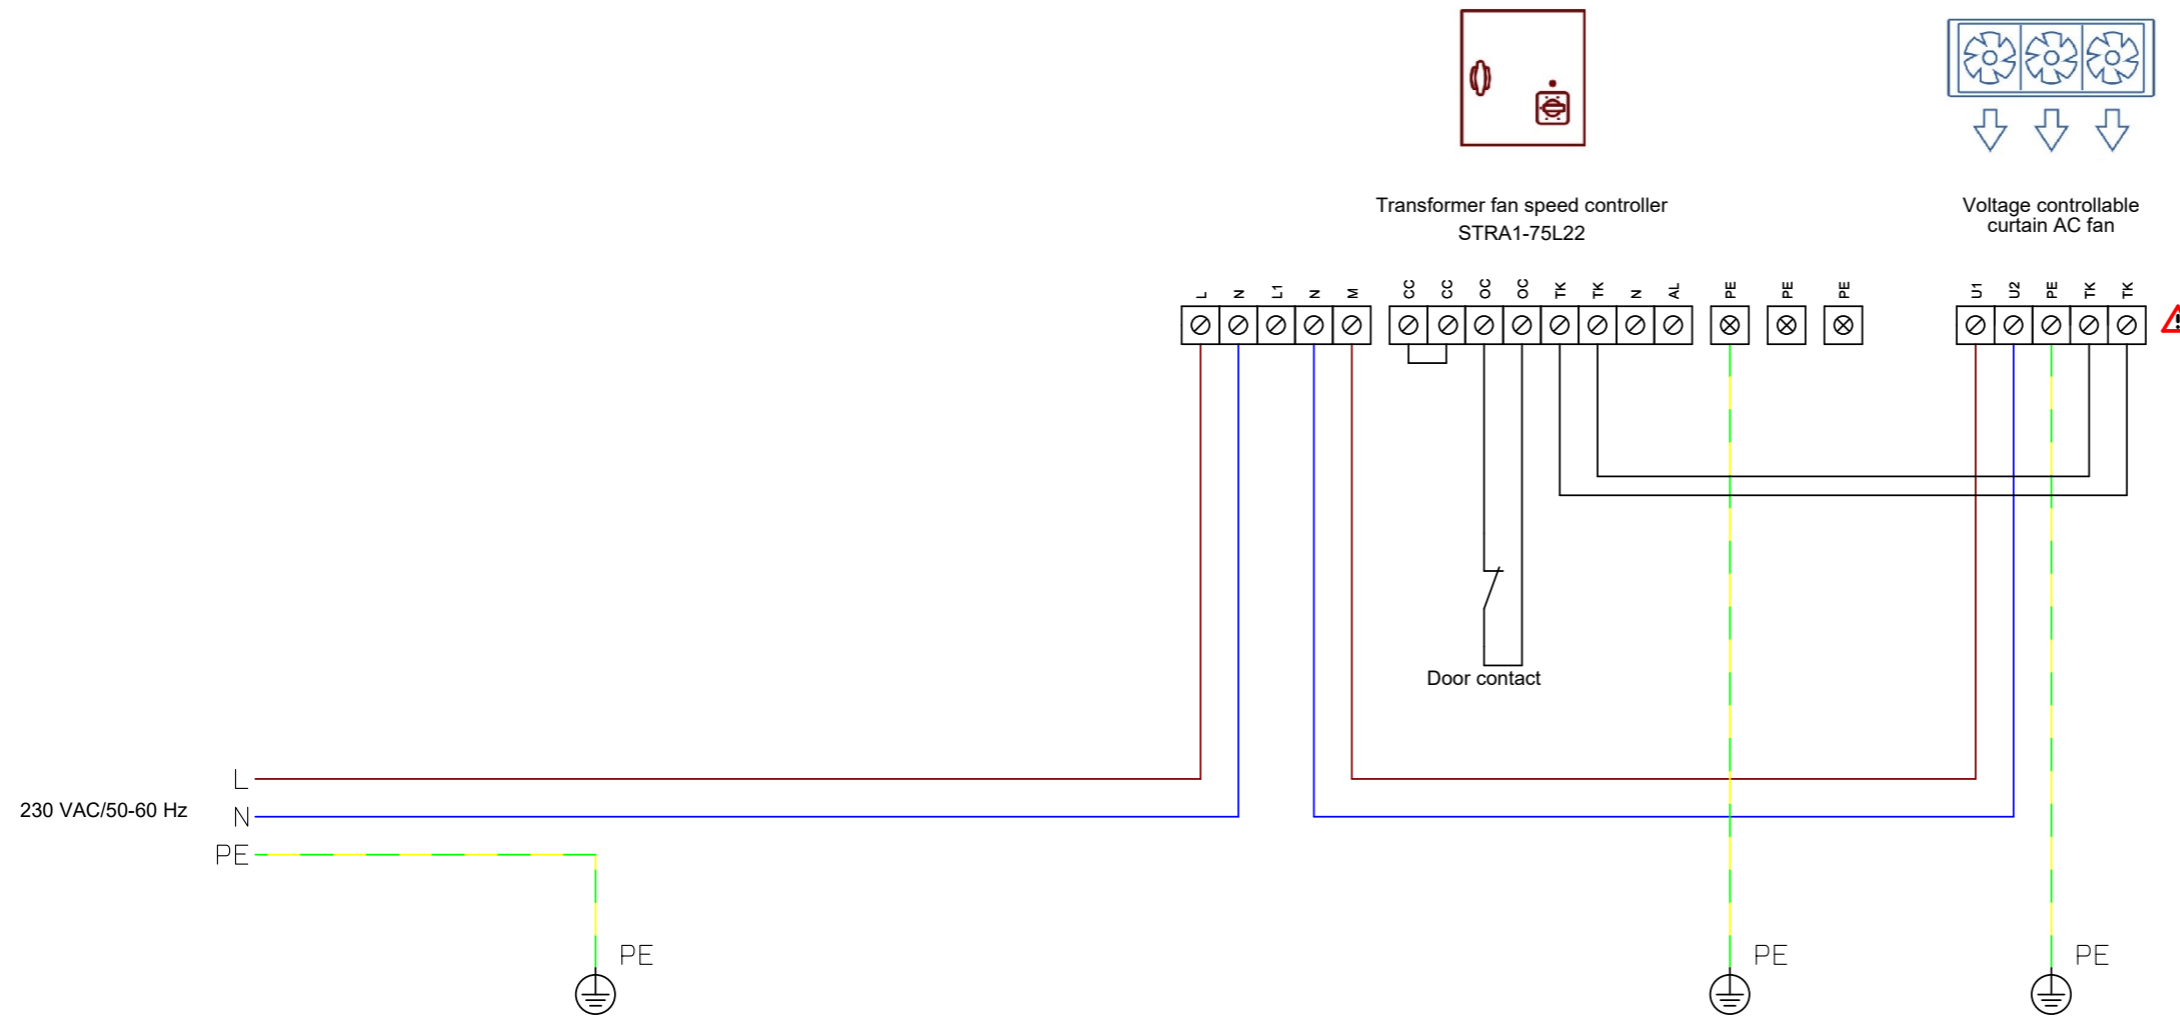 Transformer fan speed controller
STRA1-75L22
Voltage controllable
curtain AC fan
L N L1 N M CC CC OC OC TK TK N AL PE PE PE U1 U2 PE TK TK
Door contact
L
230 VAC/50-60 Hz N
PE
PE PE PE